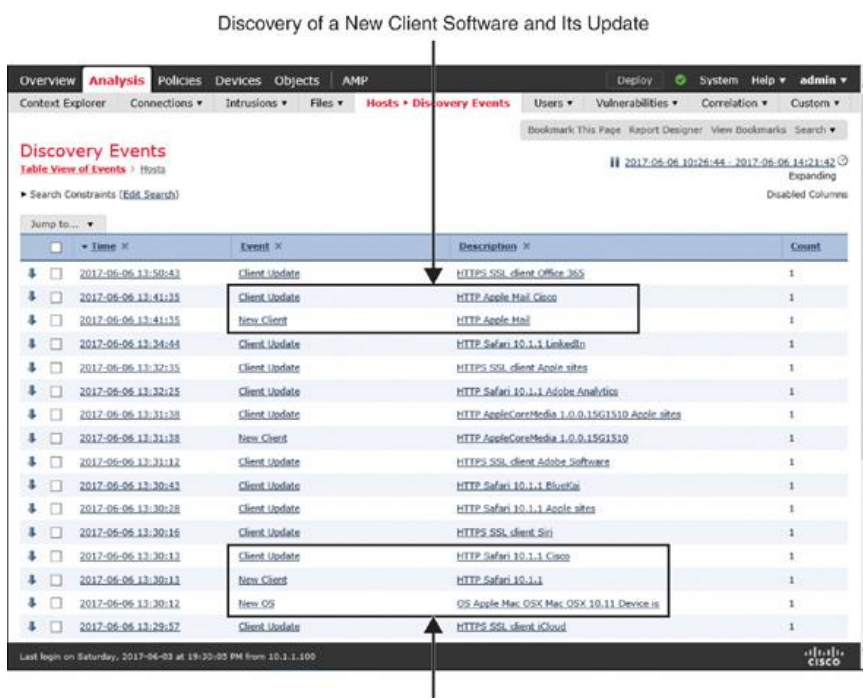 Discovery of a New Client Software and Its Update
Overview Analysis Policies Devices Objects AMP Deploy System Help admin
Context Explorer Connections Intrusions Files Hosts Discovery Events Users Vulnerabilities Correlation Custom
Bookmark This Page Report Designer View Bookmarks Search
Discovery Events
Table View of Events > Hosts
2017-06-06 10:26:44 - 2017-06-06 14:21:42
Expanding
Search Constraints (Edit Search)
Disabled Columns
Jump to...
Time × Event × Description × Count
2017-06-06 13:50:43 Client Update HTTPS SSL client Office 365 1
2017-06-06 13:41:35 Client Update HTTP Apple Mail Cisco 1
2017-06-06 13:41:35 New Client HTTP Apple Mail 1
2017-06-06 13:34:44 Client Update HTTP Safari 10.1.1 LinkedIn 1
2017-06-06 13:32:35 Client Update HTTPS SSL client Apple sites 1
2017-06-06 13:32:25 Client Update HTTP Safari 10.1.1 Adobe Analytics 1
2017-06-06 13:31:38 Client Update HTTP AppleCoreMedia 1.0.0.15G1510 Apple sites 1
2017-06-06 13:31:38 New Client HTTP AppleCoreMedia 1.0.0.15G1510 1
2017-06-06 13:31:12 Client Update HTTPS SSL client Adobe Software 1
2017-06-06 13:30:43 Client Update HTTP Safari 10.1.1 BlueKai 1
2017-06-06 13:30:28 Client Update HTTP Safari 10.1.1 Apple sites 1
2017-06-06 13:30:16 Client Update HTTPS SSL client Siri 1
2017-06-06 13:30:13 Client Update HTTP Safari 10.1.1 Cisco 1
2017-06-06 13:30:13 New Client HTTP Safari 10.1.1 1
2017-06-06 13:30:12 New OS OS Apple Mac OSX Mac OSX 10.11 Device is 1
2017-06-06 13:29:57 Client Update HTTPS SSL client iCloud 1
Last login on Saturday, 2017-06-03 at 19:30:05 PM from 10.1.1.100
CISCO